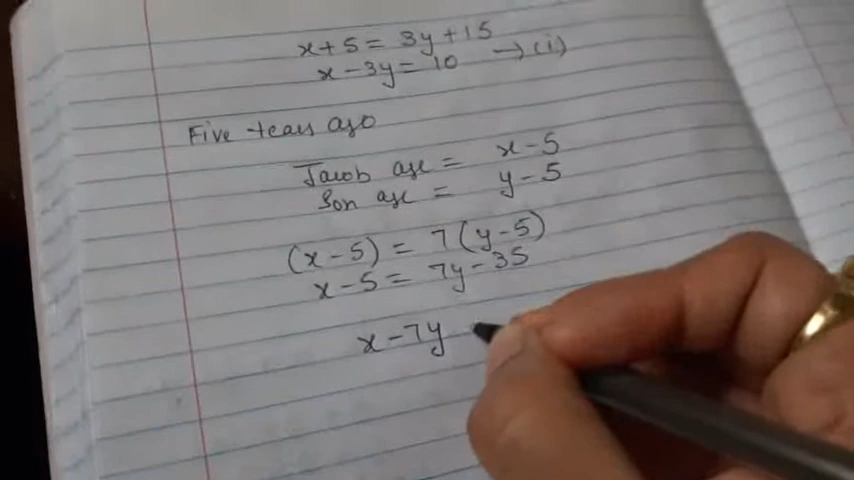 x+5 = 3y+15
x-3y = 10 → (i)
Five years ago
Jacob age = x-5
Son age = y-5
(x-5) = 7(y-5)
x-5 = 7y-35
x-7y